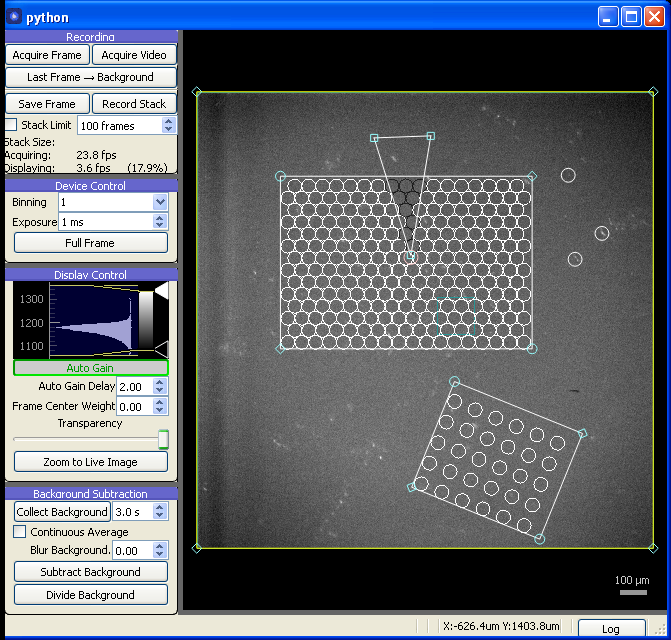 python
Recording
Acquire Frame Acquire Video
Last Frame → Background
Save Frame Record Stack
Stack Limit 100 frames
Stack Size:
Acquiring: 23.8 fps
Displaying: 3.6 fps (17.9%)
Device Control
Binning 1
Exposure 1 ms
Full Frame
Display Control
1300
1200
1100
Auto Gain
Auto Gain Delay 2.00
Frame Center Weight 0.00
Transparency
Zoom to Live Image
Background Subtraction
Collect Background 3.0 s
Continuous Average
Blur Background. 0.00
Subtract Background
Divide Background
100 µm
X:-626.4um Y:1403.8um
Log